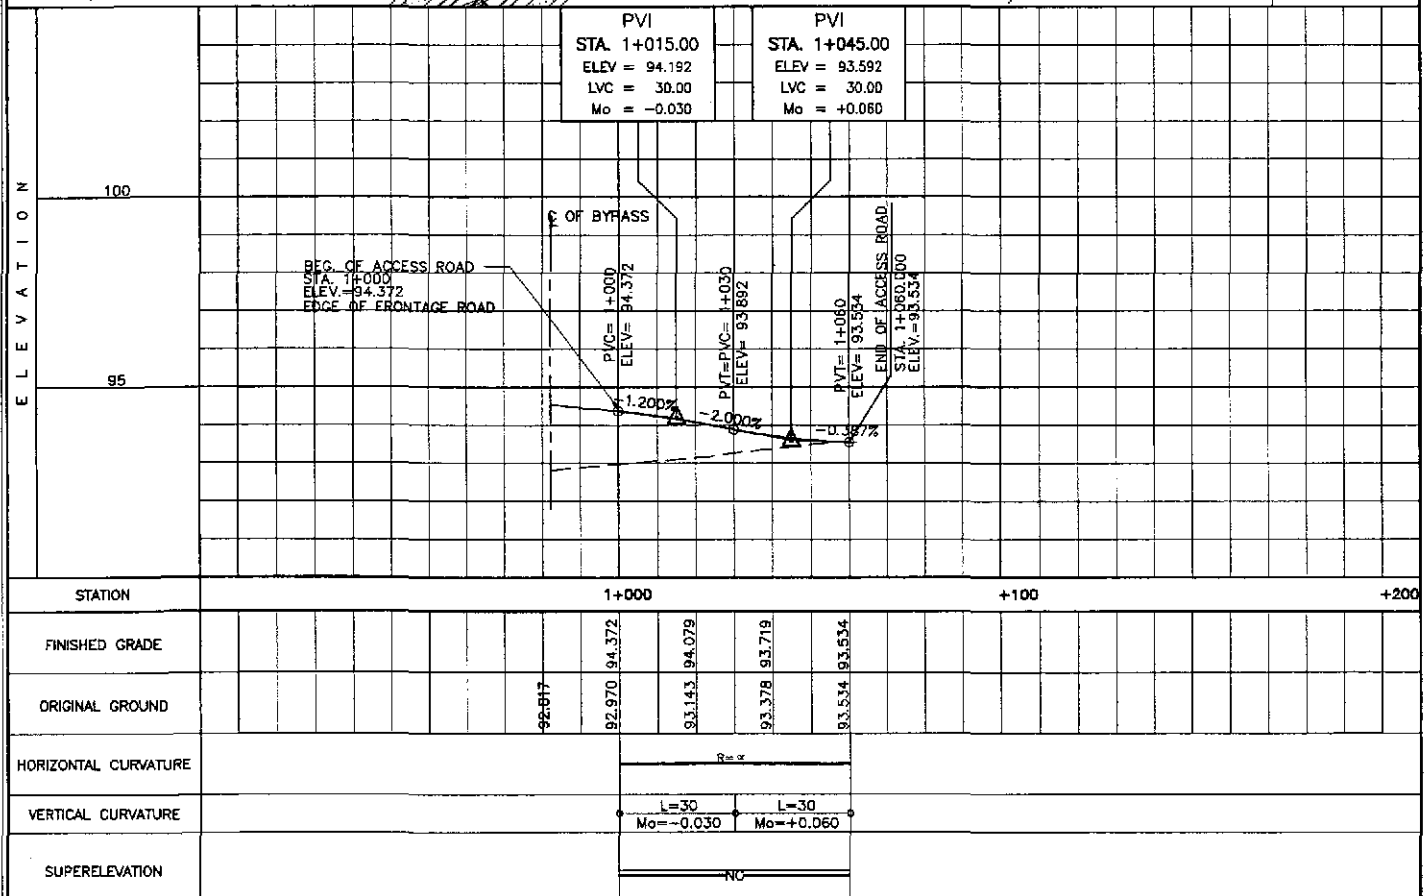 PVI
STA. 1+015.00
ELEV = 94.192
LVC = 30.00
Mo = -0.030
PVI
STA. 1+045.00
ELEV = 93.592
LVC = 30.00
Mo = +0.060
ELEVATION
100
95
℄ OF BYPASS
BEG. OF ACCESS ROAD
STA. 1+000
ELEV.=94.372
EDGE OF FRONTAGE ROAD
PVC= 1+000
ELEV= 94.372
PVT=PVC= 1+030
ELEV= 93.892
PVT= 1+060
ELEV= 93.534
END OF ACCESS ROAD
STA. 1+060.000
ELEV.=93.534
-1.200%
-2.000%
-0.387%
STATION
1+000
+100
+200
FINISHED GRADE
94.372
94.079
93.719
93.534
ORIGINAL GROUND
92.817
92.970
93.143
93.378
93.534
HORIZONTAL CURVATURE
R=∝
VERTICAL CURVATURE
L=30
Mo=-0.030
L=30
Mo=+0.060
SUPERELEVATION
NC